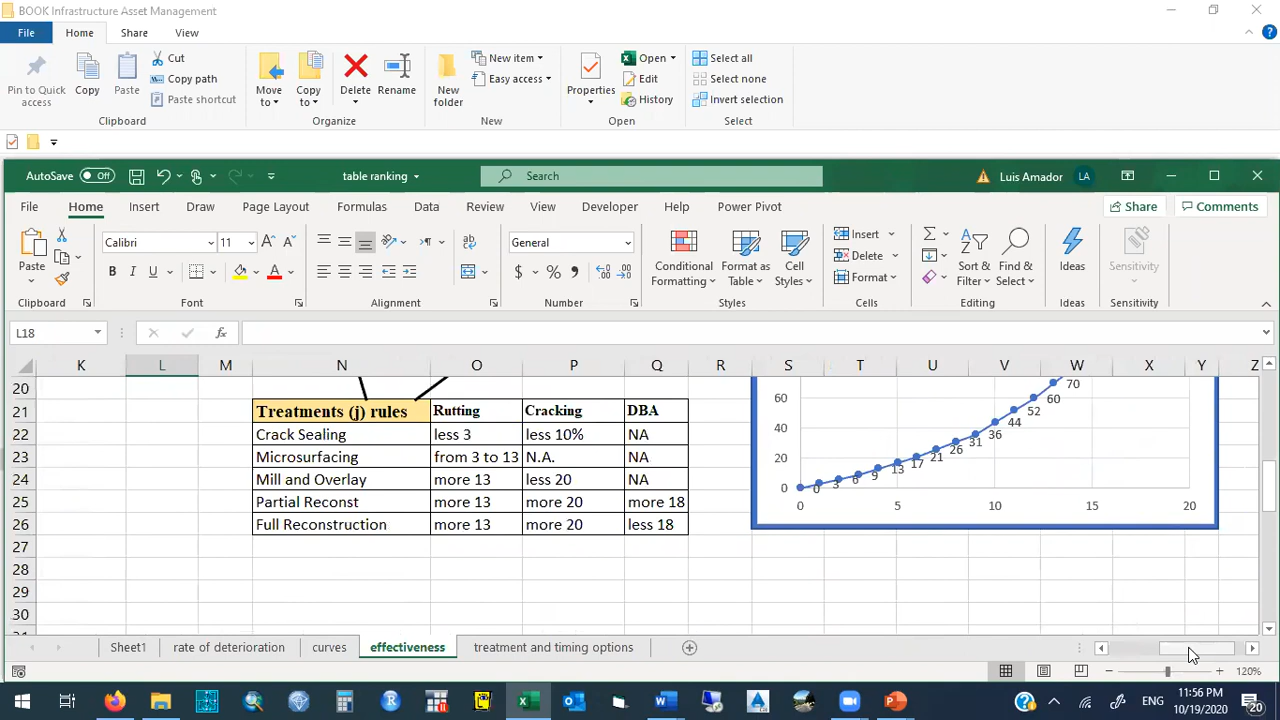 BOOK Infrastructure Asset Management
File Home Share View
Pin to Quick access Copy Paste Cut Copy path Paste shortcut Move to Copy to Delete Rename New folder New item Easy access Properties Open Edit History Select all Select none Invert selection
Clipboard Organize New Open Select
AutoSave Off table ranking Search Luis Amador LA
File Home Insert Draw Page Layout Formulas Data Review View Developer Help Power Pivot Share Comments
Paste Calibri 11 General Conditional Formatting Format as Table Cell Styles Insert Delete Format Sort & Filter Find & Select Ideas Sensitivity
B I U A $ % ,
Clipboard Font Alignment Number Styles Cells Editing Ideas Sensitivity
L18 fx
K L M N O P Q R S T U V W X Y Z
20
21 Treatments (j) rules Rutting Cracking DBA
22 Crack Sealing less 3 less 10% NA
23 Microsurfacing from 3 to 13 N.A. NA
24 Mill and Overlay more 13 less 20 NA
25 Partial Reconst more 13 more 20 more 18
26 Full Reconstruction more 13 more 20 less 18
27
28
29
30
60 40 20 0
0 3 6 9 13 17 21 26 31 36 44 52 60 70
0 5 10 15 20
Sheet1 rate of deterioration curves effectiveness treatment and timing options
120%
ENG 11:56 PM 10/19/2020 20